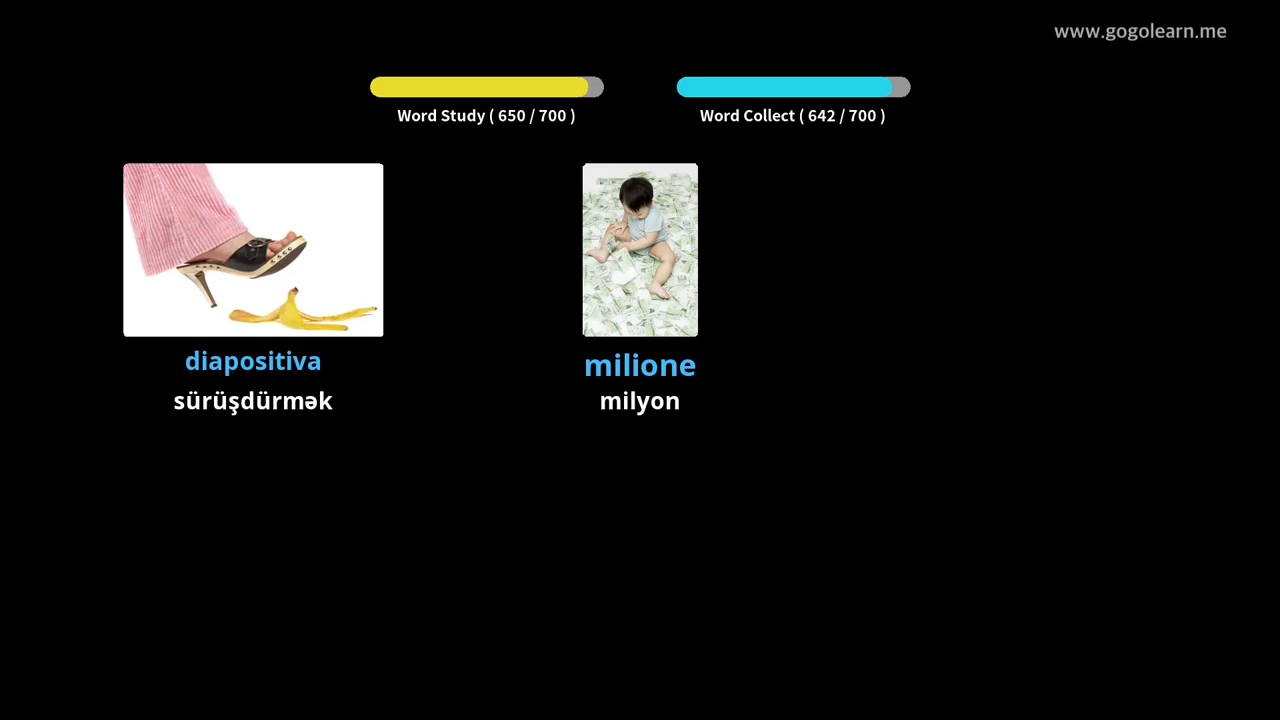 www.gogolearn.me
Word Study ( 650 / 700 )
Word Collect ( 642 / 700 )
diapositiva
sürüşdürmək
milione
milyon